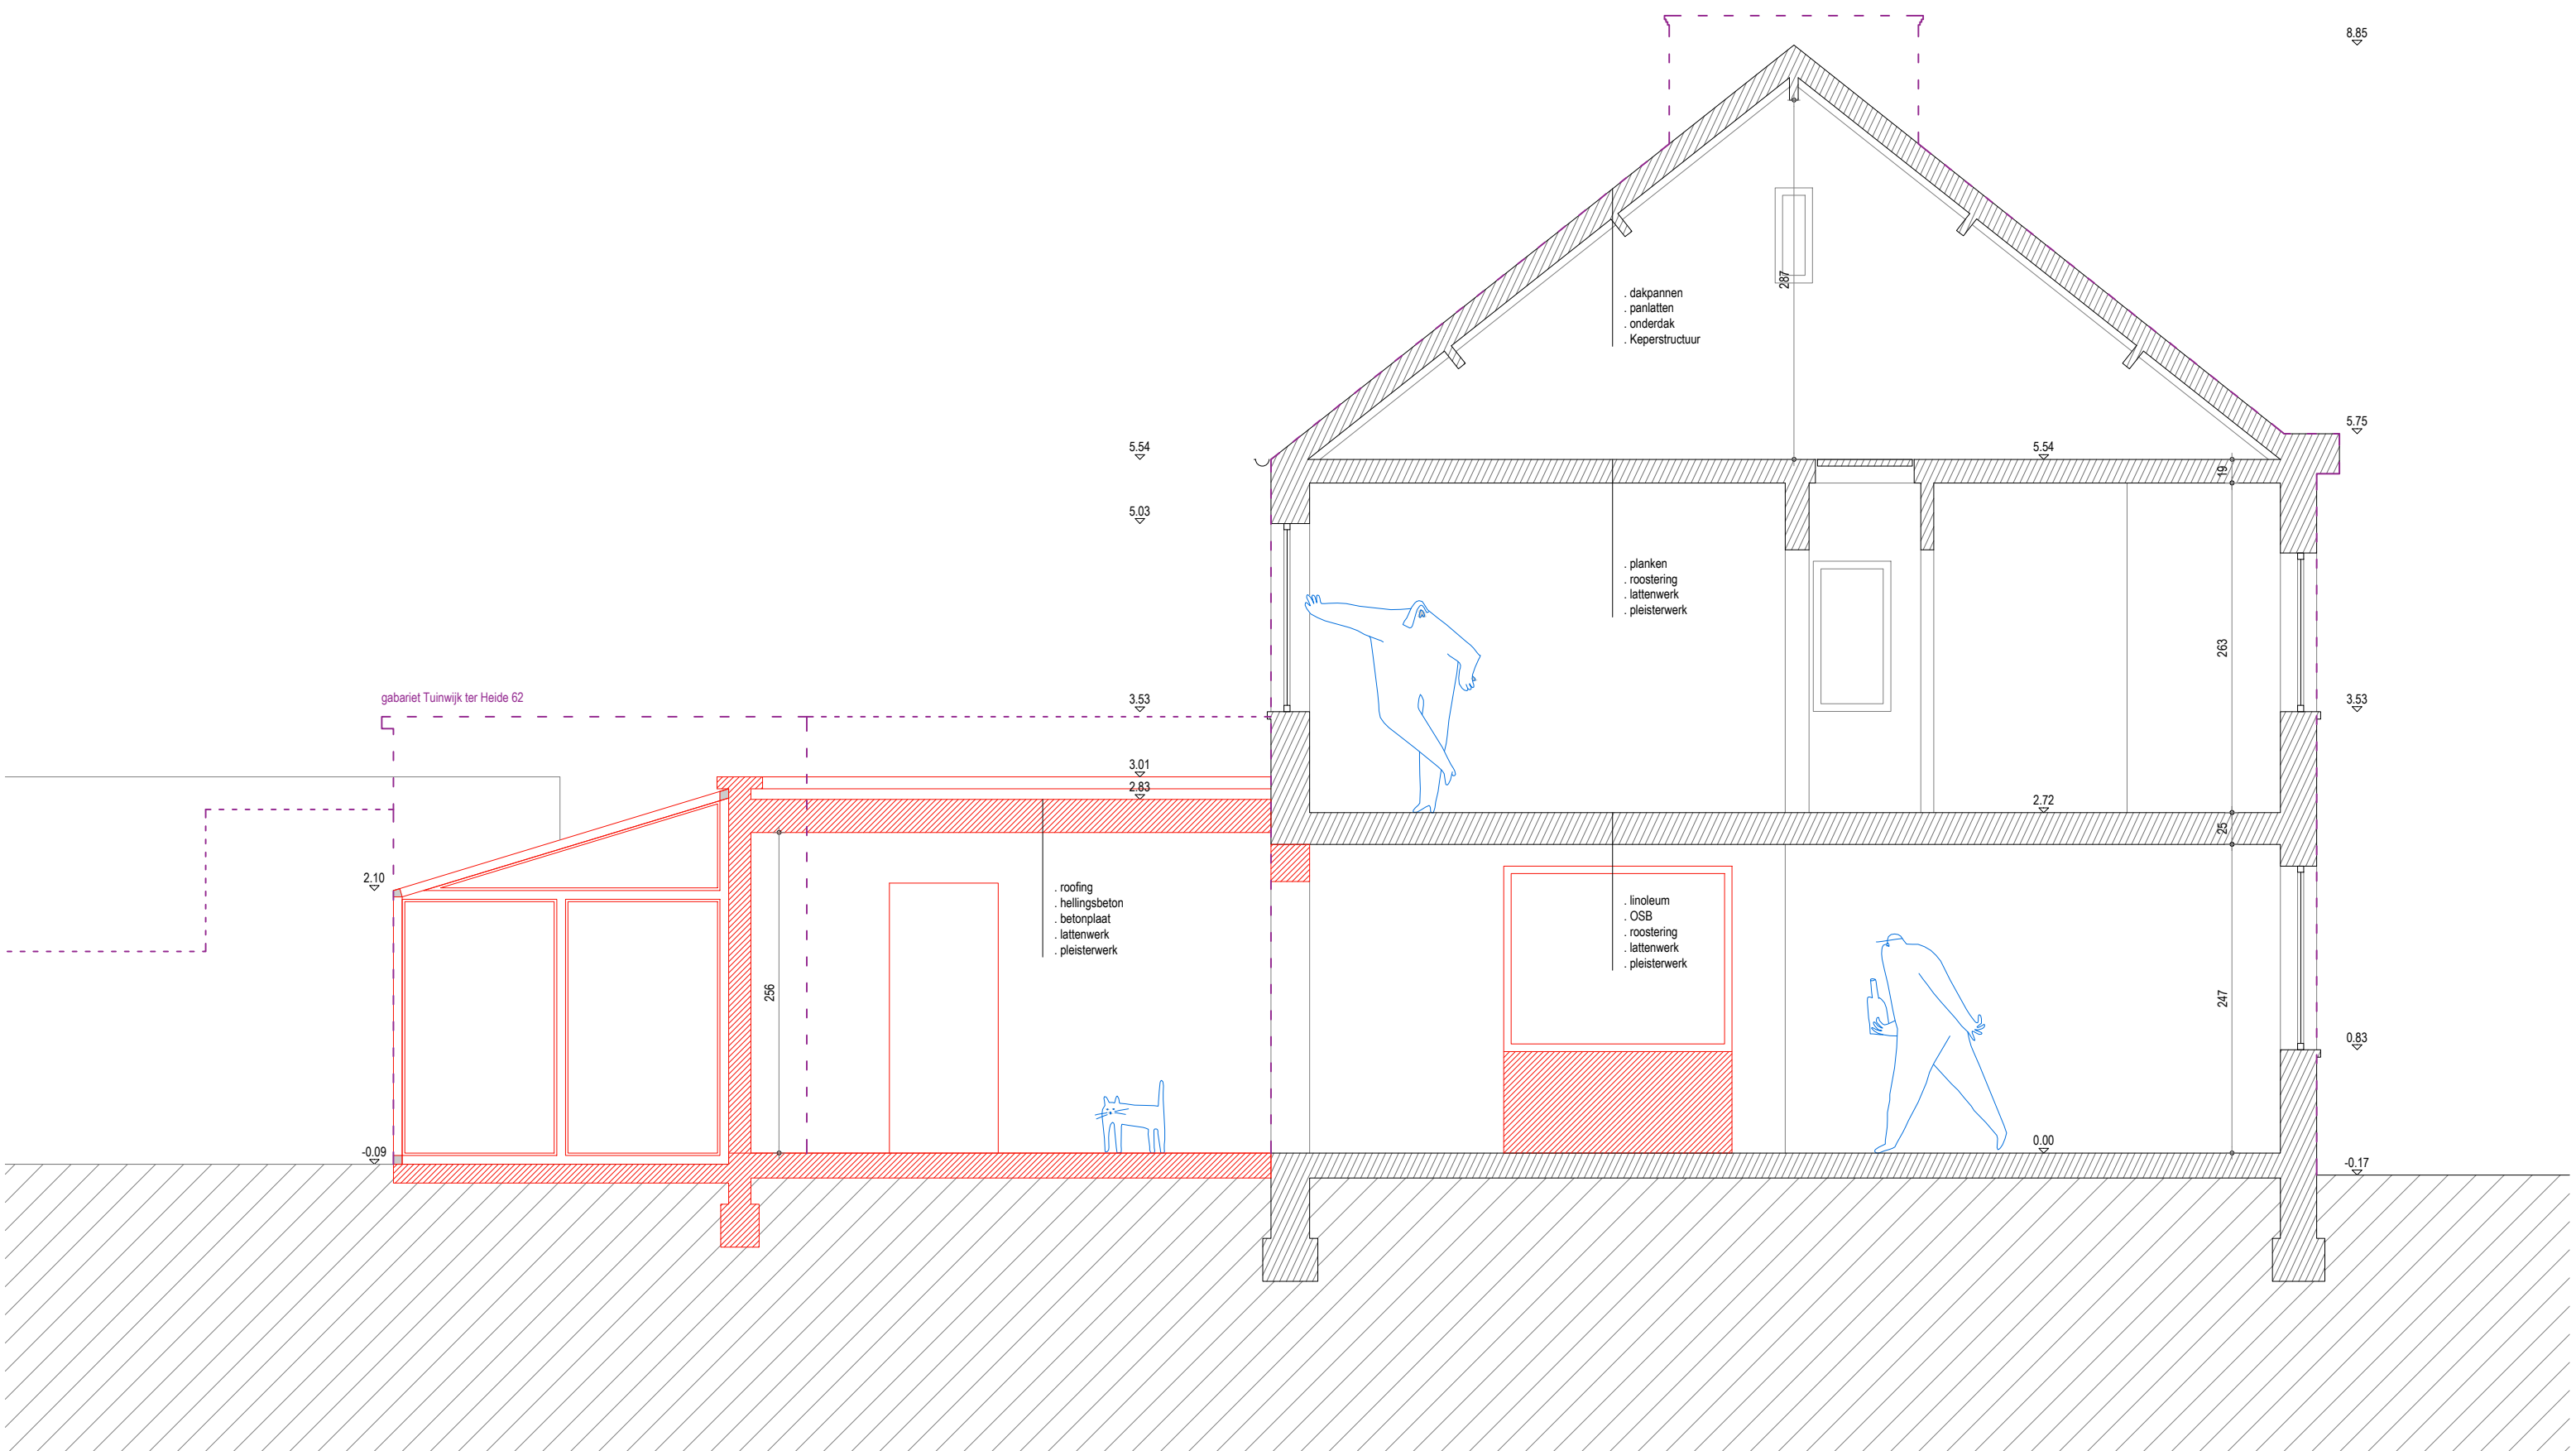 8.85
287
. dakpannen
. panlatten
. onderdak
. Keperstructuur
5.75
5.54
5.54
19
5.03
. planken
. roostering
. lattenwerk
. pleisterwerk
263
gabariet Tuinwijk ter Heide 62
3.53
3.53
3.01
2.83
2.72
25
2.10
. roofing
. hellingsbeton
. betonplaat
. lattenwerk
. pleisterwerk
. linoleum
. OSB
. roostering
. lattenwerk
. pleisterwerk
256
247
0.83
-0.09
0.00
-0.17